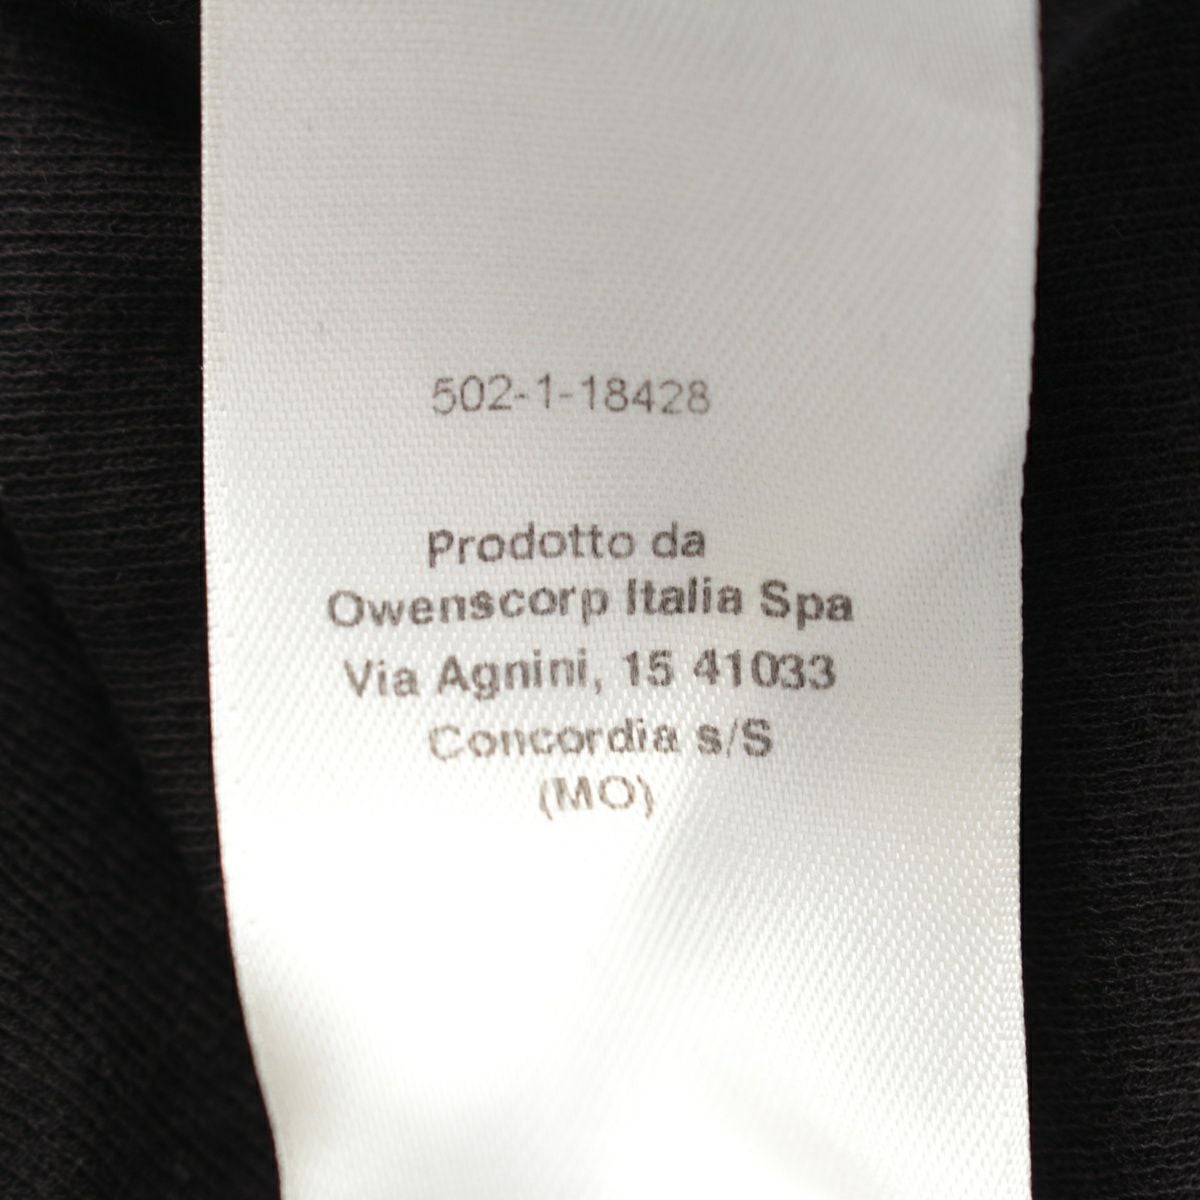 502-1-18428
Prodotto da
Owenscorp Italia Spa
Via Agnini, 15 41033
Concordia s/S
(MO)